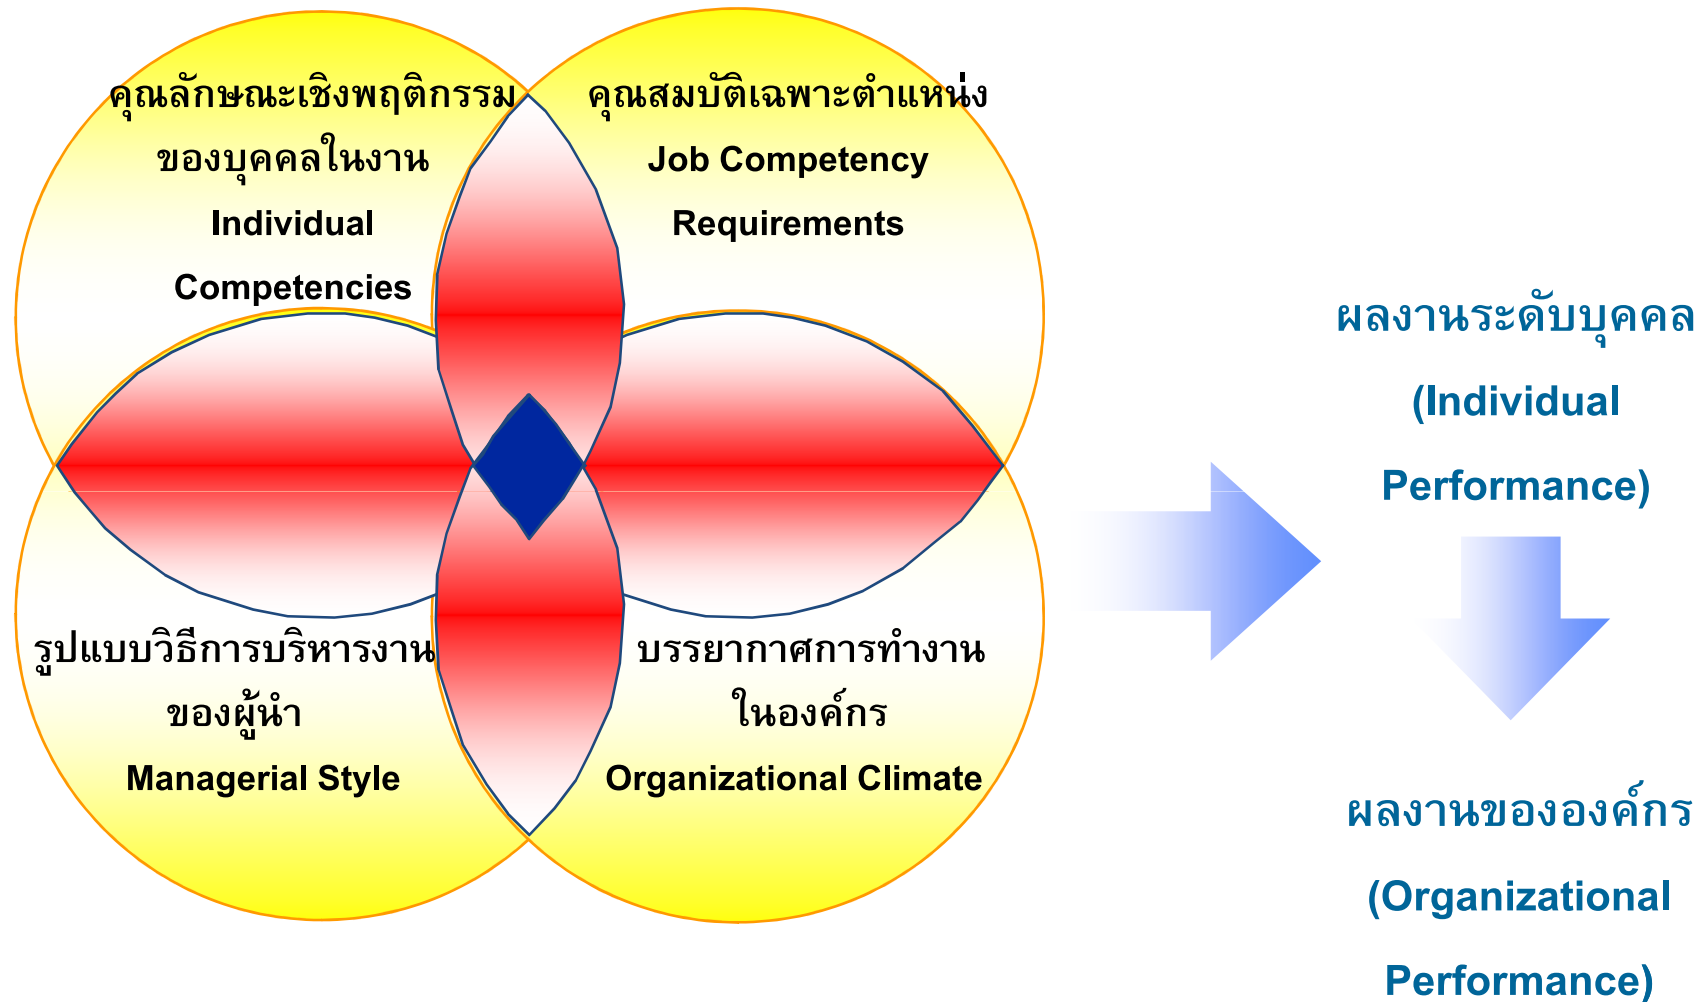 คุณลักษณะเชิงพฤติกรรม
ของบุคคลในงาน
Individual
Competencies
คุณสมบัติเฉพาะตำแหน่ง
Job Competency
Requirements
รูปแบบวิธีการบริหารงาน
ของผู้นำ
Managerial Style
บรรยากาศการทำงาน
ในองค์กร
Organizational Climate
ผลงานระดับบุคคล
(Individual
Performance)
ผลงานขององค์กร
(Organizational
Performance)